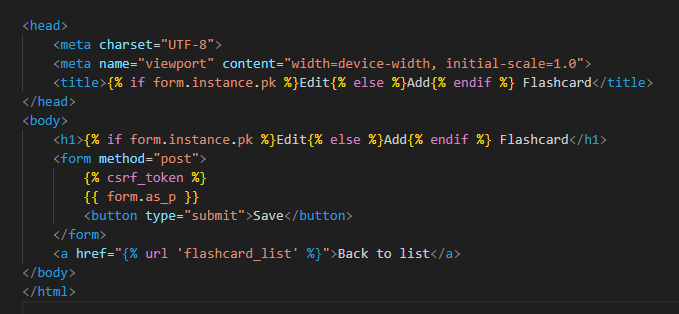 <head>
    <meta charset="UTF-8">
    <meta name="viewport" content="width=device-width, initial-scale=1.0">
    <title>{% if form.instance.pk %}Edit{% else %}Add{% endif %} Flashcard</title>
</head>
<body>
    <h1>{% if form.instance.pk %}Edit{% else %}Add{% endif %} Flashcard</h1>
    <form method="post">
        {% csrf_token %}
        {{ form.as_p }}
        <button type="submit">Save</button>
    </form>
    <a href="{% url 'flashcard_list' %}">Back to list</a>
</body>
</html>